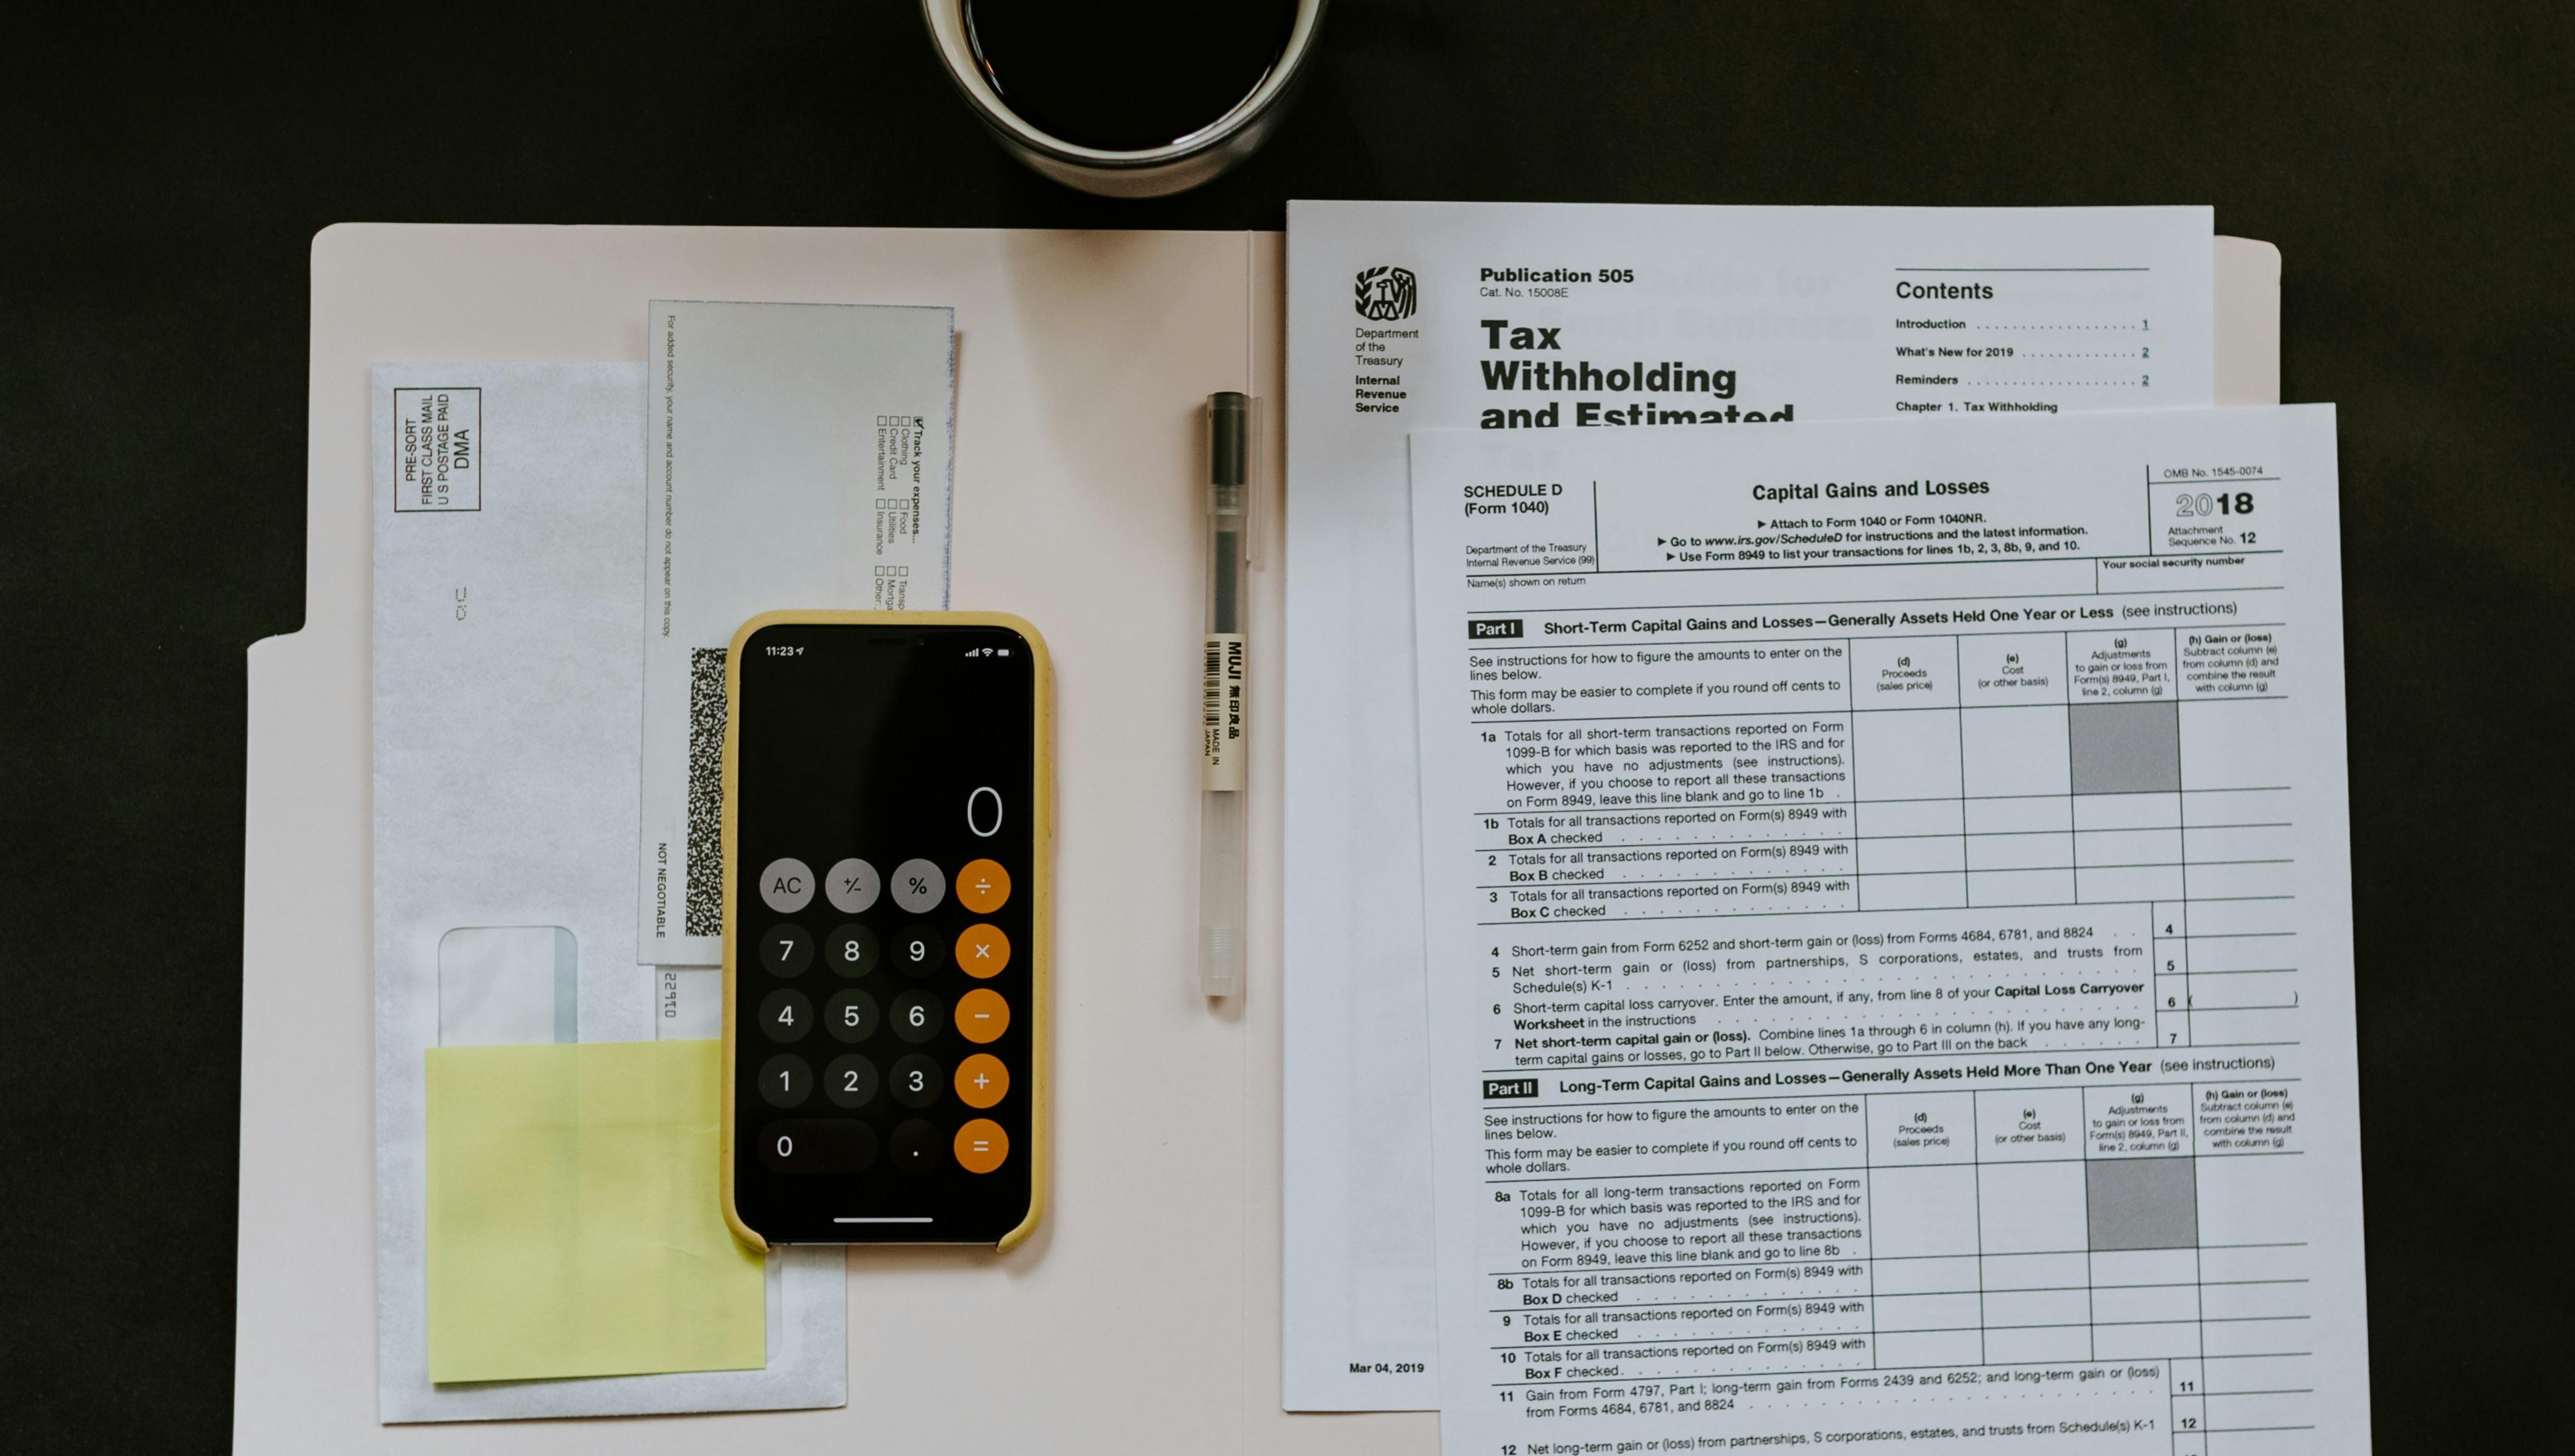 PRE-SORT
FIRST CLASS MAIL
U S POSTAGE PAID
DMA
For added security, your name and account number do not appear on this copy.
Track your expenses...
Clothing Food
Credit Card Utilities
Entertainment Insurance Other:
NOT NEGOTIABLE
11:23
0
AC +/- % ÷
7 8 9 ×
4 5 6 −
1 2 3 +
0 . =
MUJI 無印良品
MADE IN
JAPAN
Department
of the
Treasury
Internal
Revenue
Service
Publication 505
Cat. No. 15008E
Tax
Withholding
and Estimated
Contents
Introduction . . . . . . . . . . . . . . . . . . 1
What's New for 2019 . . . . . . . . . . . . 2
Reminders . . . . . . . . . . . . . . . . . . . 2
Chapter 1. Tax Withholding
Mar 04, 2019
SCHEDULE D
(Form 1040)
Department of the Treasury
Internal Revenue Service (99)
Capital Gains and Losses
▶ Attach to Form 1040 or Form 1040NR.
▶ Go to www.irs.gov/ScheduleD for instructions and the latest information.
▶ Use Form 8949 to list your transactions for lines 1b, 2, 3, 8b, 9, and 10.
OMB No. 1545-0074
2018
Attachment
Sequence No. 12
Name(s) shown on return
Your social security number
Part I Short-Term Capital Gains and Losses—Generally Assets Held One Year or Less (see instructions)
See instructions for how to figure the amounts to enter on the
lines below.
This form may be easier to complete if you round off cents to
whole dollars.
(d)
Proceeds
(sales price)
(e)
Cost
(or other basis)
(g)
Adjustments
to gain or loss from
Form(s) 8949, Part I,
line 2, column (g)
(h) Gain or (loss)
Subtract column (e)
from column (d) and
combine the result
with column (g)
1a Totals for all short-term transactions reported on Form
1099-B for which basis was reported to the IRS and for
which you have no adjustments (see instructions).
However, if you choose to report all these transactions
on Form 8949, leave this line blank and go to line 1b .
1b Totals for all transactions reported on Form(s) 8949 with
Box A checked . . . . . . . . . . . . .
2 Totals for all transactions reported on Form(s) 8949 with
Box B checked . . . . . . . . . . . . .
3 Totals for all transactions reported on Form(s) 8949 with
Box C checked . . . . . . . . . . . . .
4 Short-term gain from Form 6252 and short-term gain or (loss) from Forms 4684, 6781, and 8824 . . 4
5 Net short-term gain or (loss) from partnerships, S corporations, estates, and trusts from
Schedule(s) K-1 . . . . . . . . . . . . . . . . . . . . . . . . . . 5
6 Short-term capital loss carryover. Enter the amount, if any, from line 8 of your Capital Loss Carryover
Worksheet in the instructions . . . . . . . . . . . . . . . . . . . . . . 6 ( )
7 Net short-term capital gain or (loss). Combine lines 1a through 6 in column (h). If you have any long-
term capital gains or losses, go to Part II below. Otherwise, go to Part III on the back . . . . . 7
Part II Long-Term Capital Gains and Losses—Generally Assets Held More Than One Year (see instructions)
See instructions for how to figure the amounts to enter on the
lines below.
This form may be easier to complete if you round off cents to
whole dollars.
(d)
Proceeds
(sales price)
(e)
Cost
(or other basis)
(g)
Adjustments
to gain or loss from
Form(s) 8949, Part II,
line 2, column (g)
(h) Gain or (loss)
Subtract column (e)
from column (d) and
combine the result
with column (g)
8a Totals for all long-term transactions reported on Form
1099-B for which basis was reported to the IRS and for
which you have no adjustments (see instructions).
However, if you choose to report all these transactions
on Form 8949, leave this line blank and go to line 8b .
8b Totals for all transactions reported on Form(s) 8949 with
Box D checked . . . . . . . . . . . . .
9 Totals for all transactions reported on Form(s) 8949 with
Box E checked . . . . . . . . . . . . .
10 Totals for all transactions reported on Form(s) 8949 with
Box F checked . . . . . . . . . . . . .
11 Gain from Form 4797, Part I; long-term gain from Forms 2439 and 6252; and long-term gain or (loss)
from Forms 4684, 6781, and 8824 . . . . . . . . . . . . . . . . . . . . 11
12 Net long-term gain or (loss) from partnerships, S corporations, estates, and trusts from Schedule(s) K-1 12